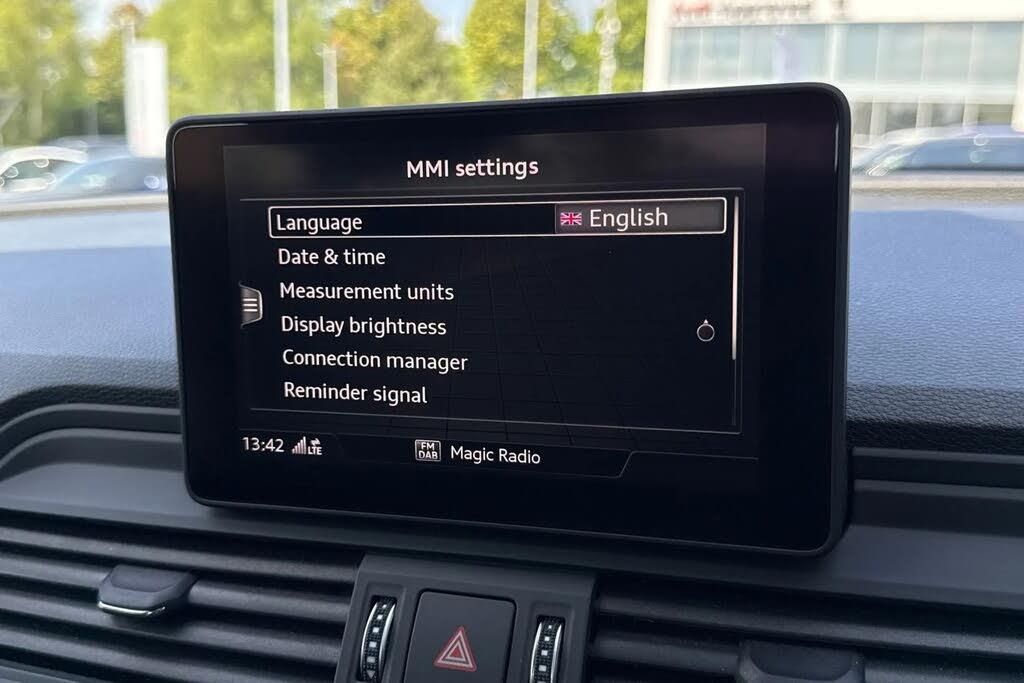 MMI settings
Language English
Date & time
Measurement units
Display brightness
Connection manager
Reminder signal
13:42 LTE FM DAB Magic Radio